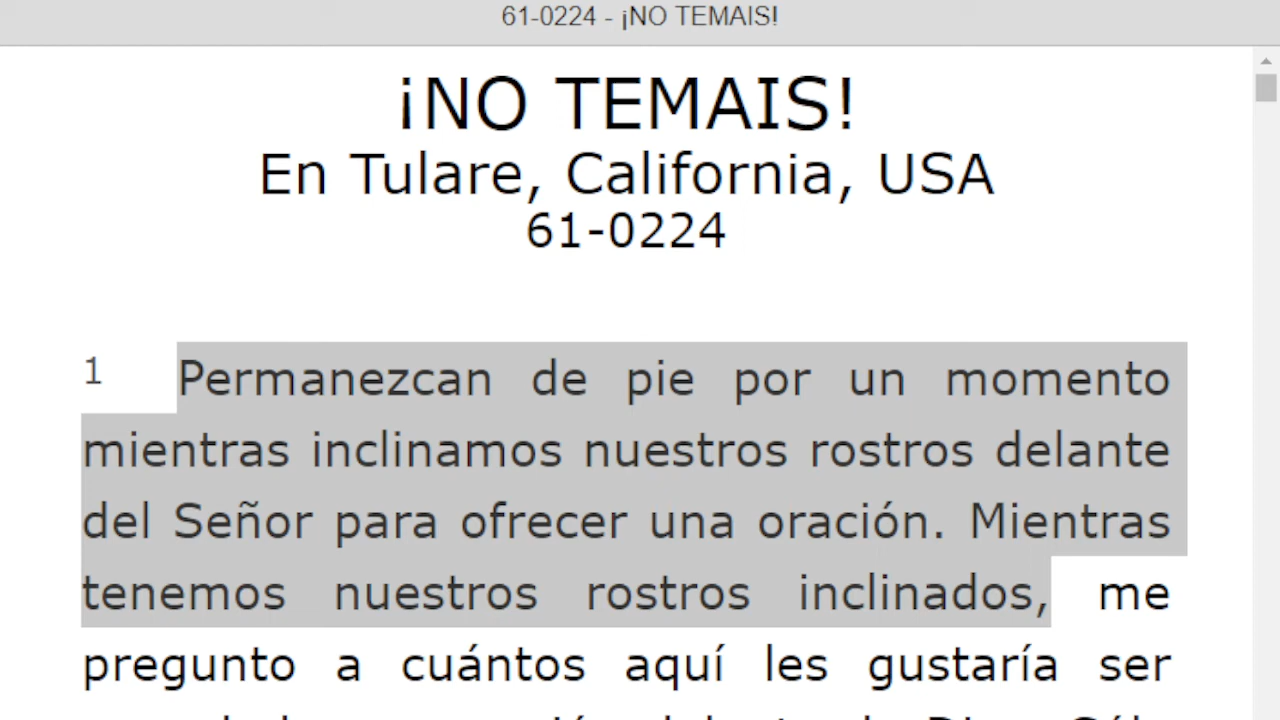 61-0224 - ¡NO TEMAIS!
¡NO TEMAIS!
En Tulare, California, USA
61-0224
1 Permanezcan de pie por un momento
mientras inclinamos nuestros rostros delante
del Señor para ofrecer una oración. Mientras
tenemos nuestros rostros inclinados, me
pregunto a cuántos aquí les gustaría ser